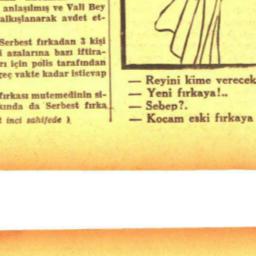 anlaşılmış ve Vali Bey
alkışlanarak avdet et-
Serbest fırkadan 3 kişi
azalarına bazı iftira-
rı için polis tarafından
geç vakte kadar isticvap
fırkası mutemedinin si-
kında da Serbest fırka
inci sahifede )
— Reyini kime verecek
— Yeni fırkaya!..
— Sebep?.
— Kocam eski fırkaya